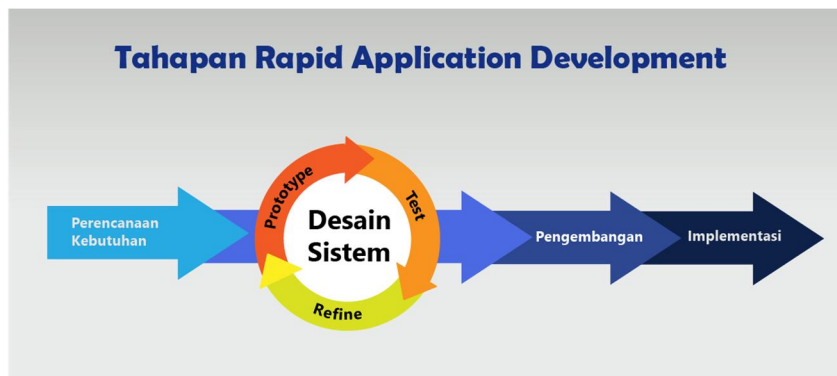 Tahapan Rapid Application Development
Perencanaan
Kebutuhan
Prototype
Test
Refine
Desain
Sistem
Pengembangan
Implementasi